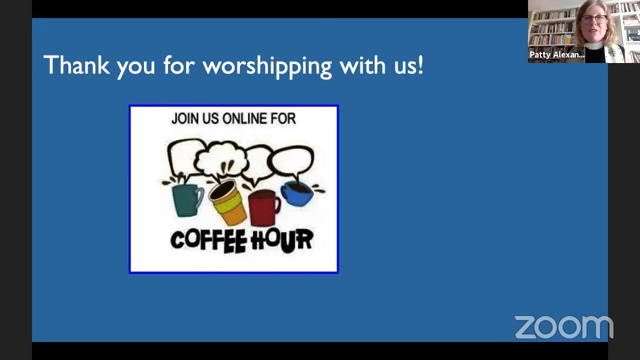 Patty Alexan...
Thank you for worshipping with us!
JOIN US ONLINE FOR
COFFEE HOUR
zoom